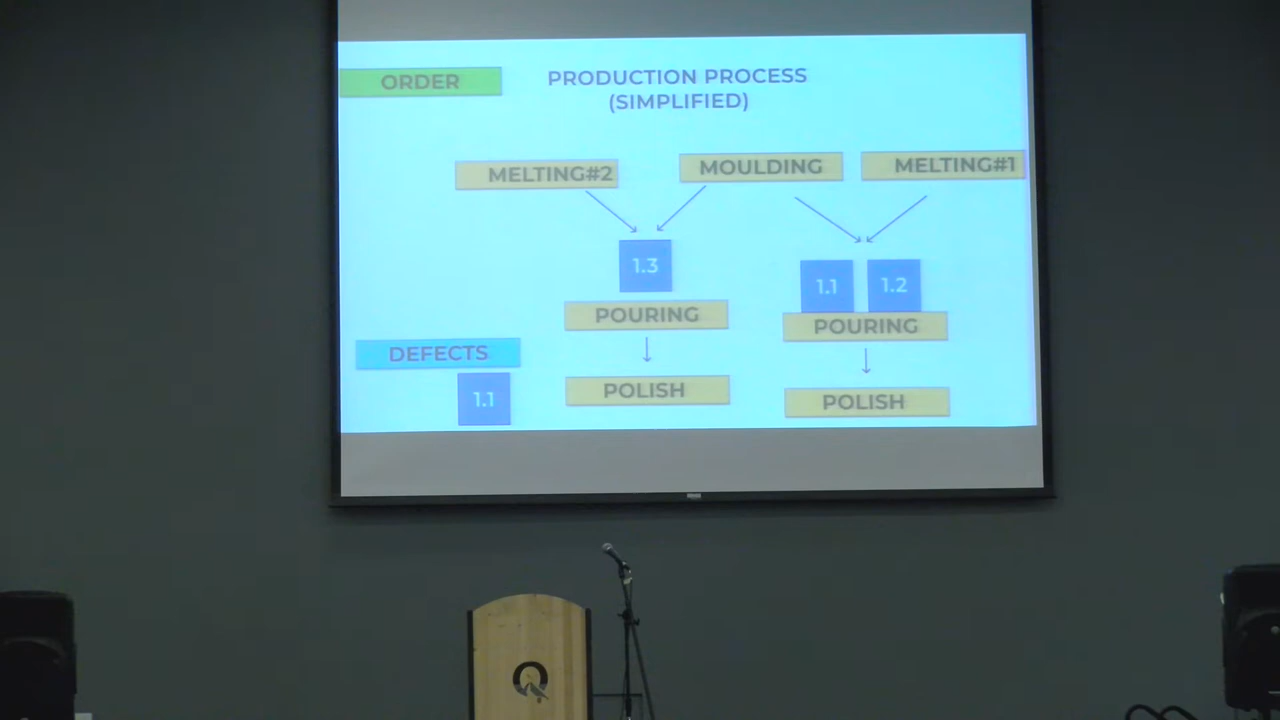 ORDER
PRODUCTION PROCESS
(SIMPLIFIED)
MELTING#2
MOULDING
MELTING#1
1.3
1.1
1.2
POURING
POURING
DEFECTS
1.1
POLISH
POLISH
Q